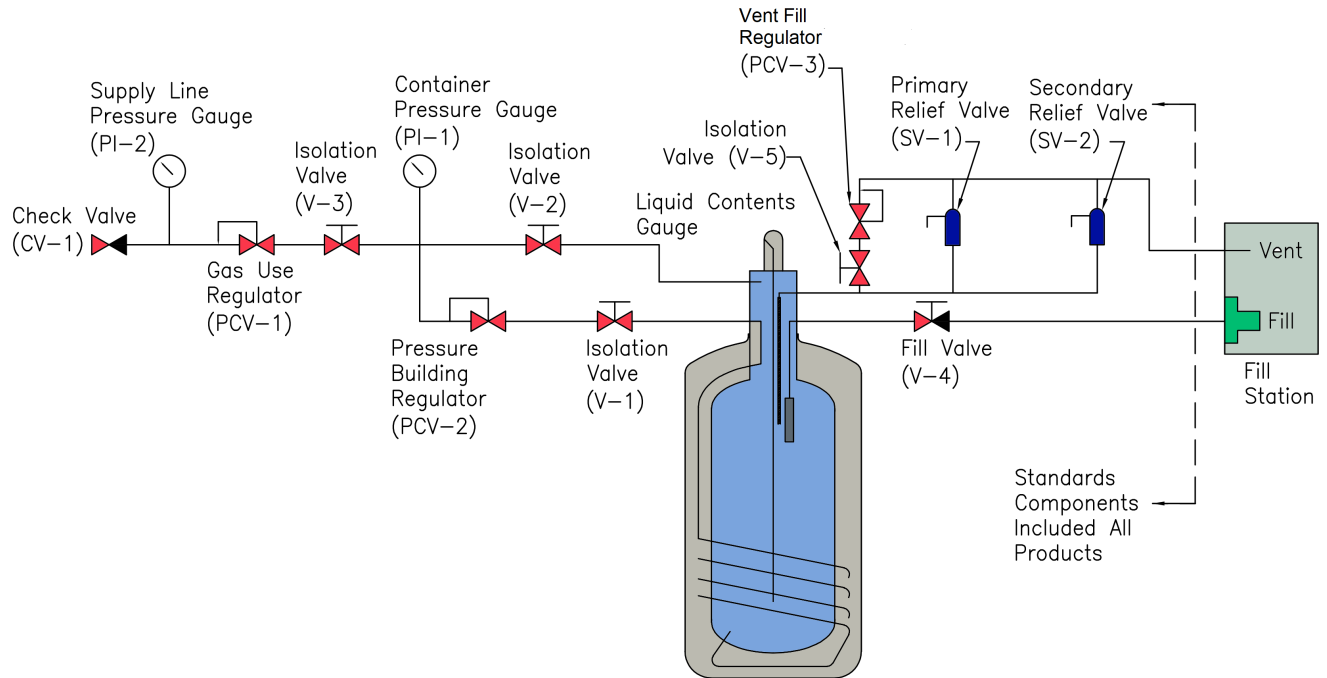 Vent Fill
Regulator
(PCV-3)
Container
Pressure Gauge
(PI-1)
Supply Line
Pressure Gauge
(PI-2)
Primary
Relief Valve
(SV-1)
Secondary
Relief Valve
(SV-2)
Isolation
Valve
(V-3)
Isolation
Valve
(V-2)
Isolation
Valve (V-5)
Liquid Contents
Gauge
Check Valve
(CV-1)
Gas Use
Regulator
(PCV-1)
Vent
Fill
Pressure
Building
Regulator
(PCV-2)
Isolation
Valve
(V-1)
Fill Valve
(V-4)
Fill
Station
Standards
Components
Included All
Products